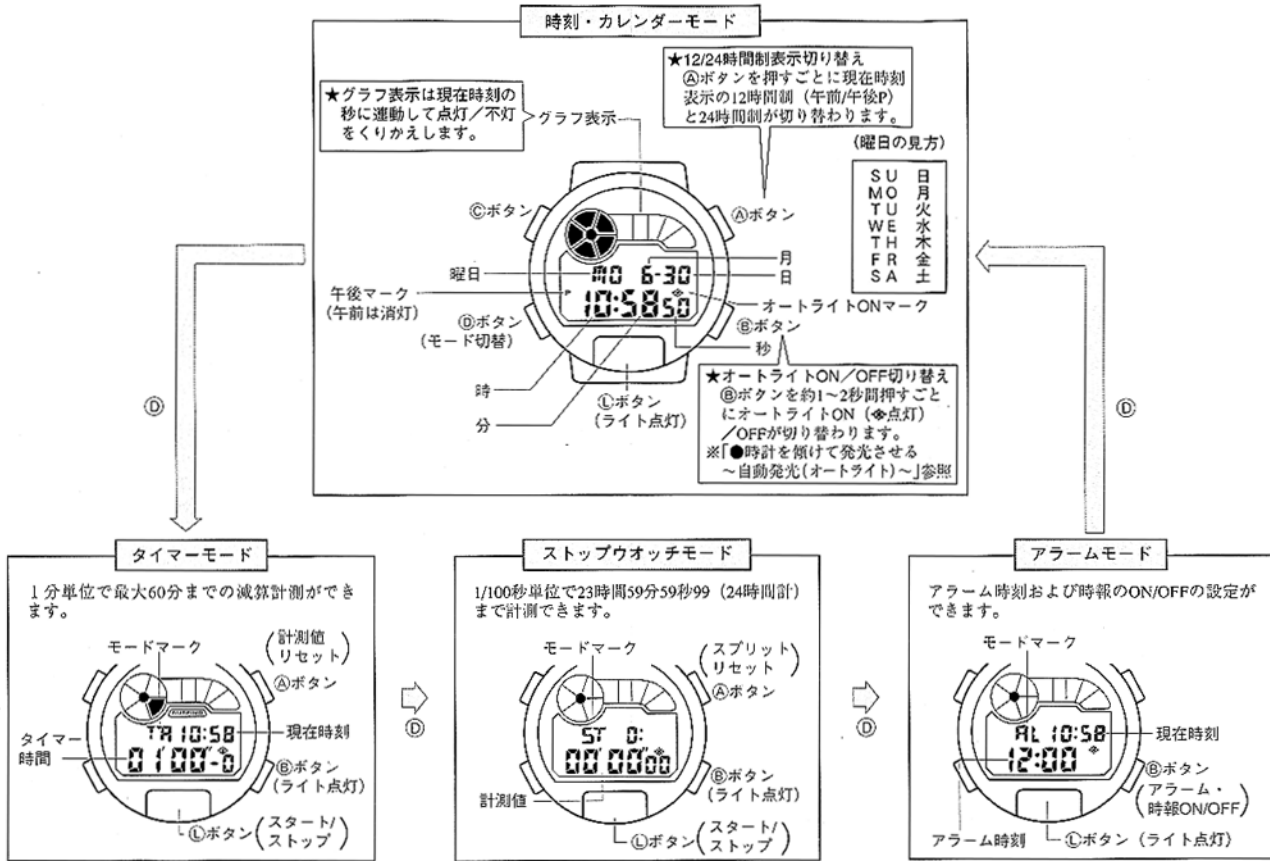 時刻・カレンダーモード
★12/24時間制表示切り替え
Ⓐボタンを押すごとに現在時刻
表示の12時間制（午前/午後P）
と24時間制が切り替わります。
★グラフ表示は現在時刻の
秒に連動して点灯／不灯
をくりかえします。
グラフ表示
(曜日の見方)
SU 日
MO 月
TU 火
WE 水
TH 木
FR 金
SA 土
Ⓒボタン
Ⓐボタン
曜日
MO 6-30
月
日
午後マーク
(午前は消灯)
P
10:58 50
オートライトONマーク
Ⓓボタン
(モード切替)
Ⓑボタン
秒
時
分
Ⓛボタン
(ライト点灯)
★オートライトON／OFF切り替え
Ⓑボタンを約1〜2秒間押すごと
にオートライトON（点灯）
／OFFが切り替わります。
※「●時計を傾けて発光させる
〜自動発光(オートライト)〜」参照
Ⓓ
Ⓓ
タイマーモード
１分単位で最大60分までの減算計測ができ
ます。
モードマーク
(計測値
リセット)
Ⓐボタン
TR 10:58
現在時刻
タイマー
時間
01'00"-0
Ⓑボタン
(ライト点灯)
Ⓛボタン(スタート/
ストップ)
Ⓓ
ストップウオッチモード
1/100秒単位で23時間59分59秒99（24時間計）
まで計測できます。
モードマーク
(スプリット
リセット)
Ⓐボタン
ST 0:
00'00"00
計測値
Ⓑボタン
(ライト点灯)
Ⓛボタン(スタート/
ストップ)
Ⓓ
アラームモード
アラーム時刻および時報のON/OFFの設定が
できます。
モードマーク
AL 10:58
現在時刻
12:00
Ⓑボタン
(アラーム・
時報ON/OFF)
アラーム時刻
Ⓛボタン（ライト点灯)